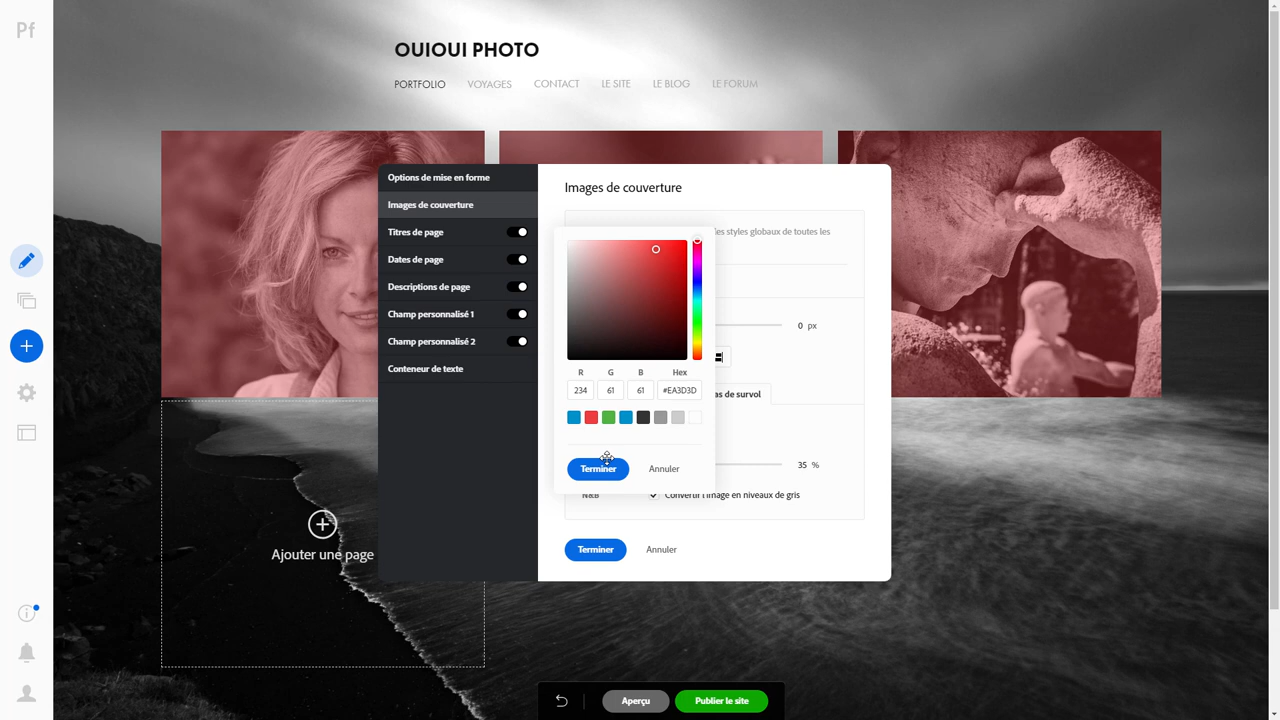 Pf
OUIOUI PHOTO
PORTFOLIO VOYAGES CONTACT LE SITE LE BLOG LE FORUM
Options de mise en forme
Images de couverture
Titres de page
Dates de page
Descriptions de page
Champ personnalisé 1
Champ personnalisé 2
Conteneur de texte
Images de couverture
les styles globaux de toutes les
0 px
as de survol
35 %
R G B Hex
234 61 61 #EA3D3D
Terminer Annuler
N&B Convertir l'image en niveaux de gris
Terminer Annuler
Ajouter une page
Aperçu Publier le site